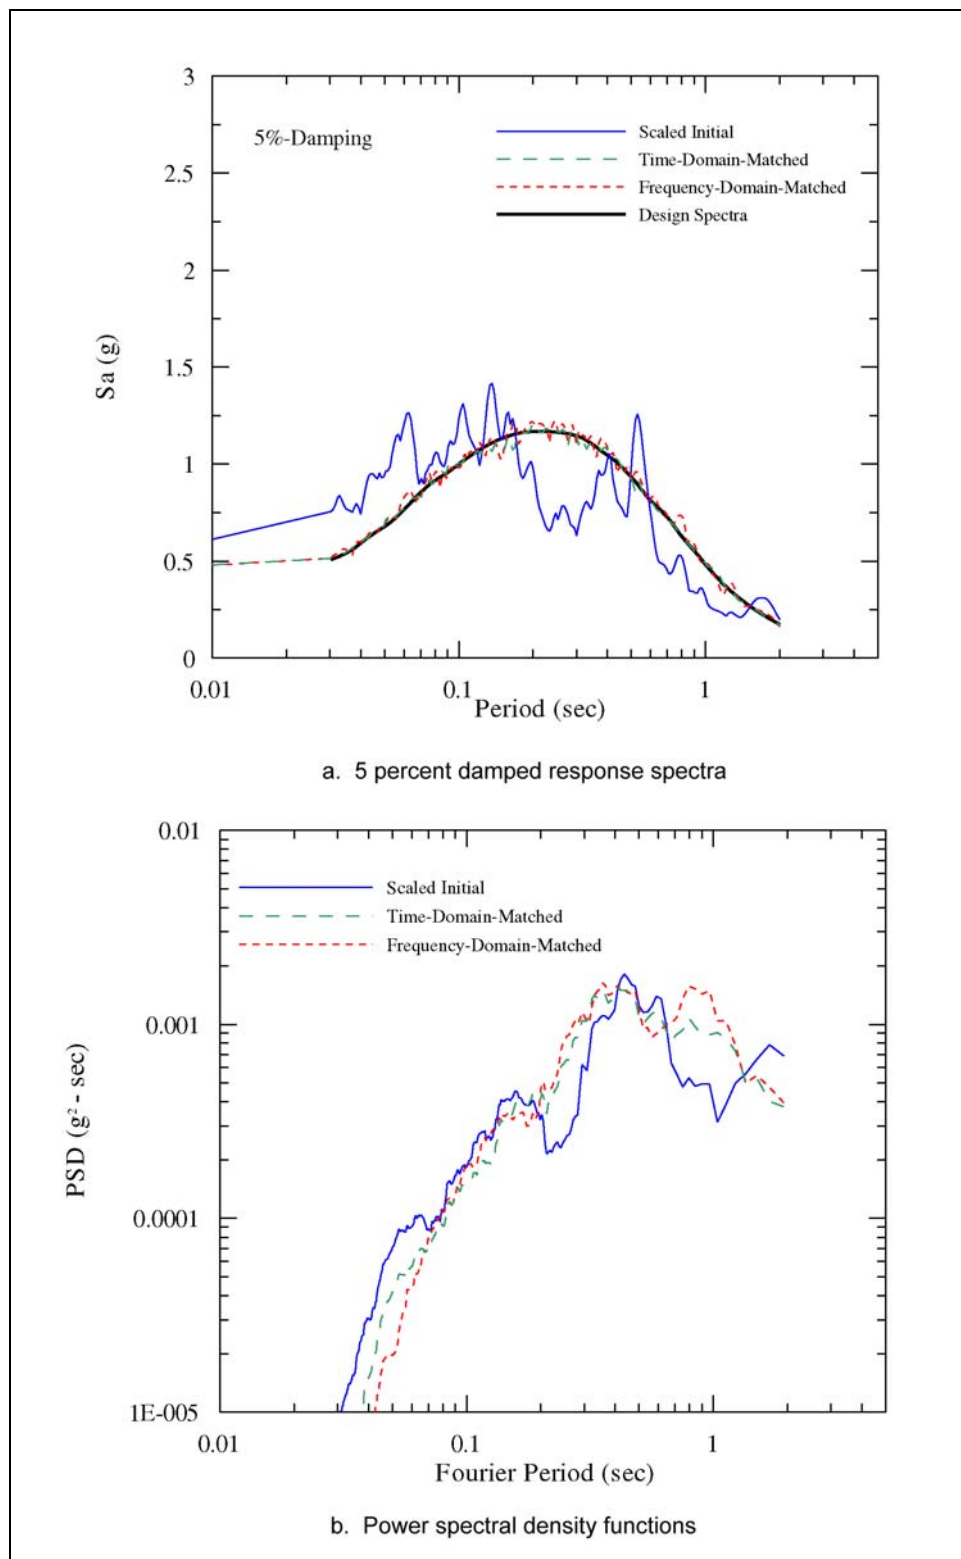 3
5%-Damping
Scaled Initial
Time-Domain-Matched
Frequency-Domain-Matched
Design Spectra
2.5
2
1.5
1
0.5
0
Sa (g)
0.01
0.1
1
Period (sec)
a. 5 percent damped response spectra
0.01
Scaled Initial
Time-Domain-Matched
Frequency-Domain-Matched
0.001
0.0001
1E-005
PSD (g² - sec)
0.01
0.1
1
Fourier Period (sec)
b. Power spectral density functions